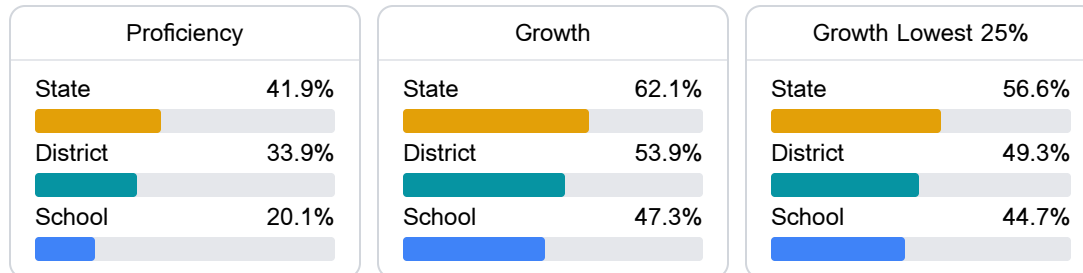 Proficiency
State 41.9%
District 33.9%
School 20.1%
Growth
State 62.1%
District 53.9%
School 47.3%
Growth Lowest 25%
State 56.6%
District 49.3%
School 44.7%